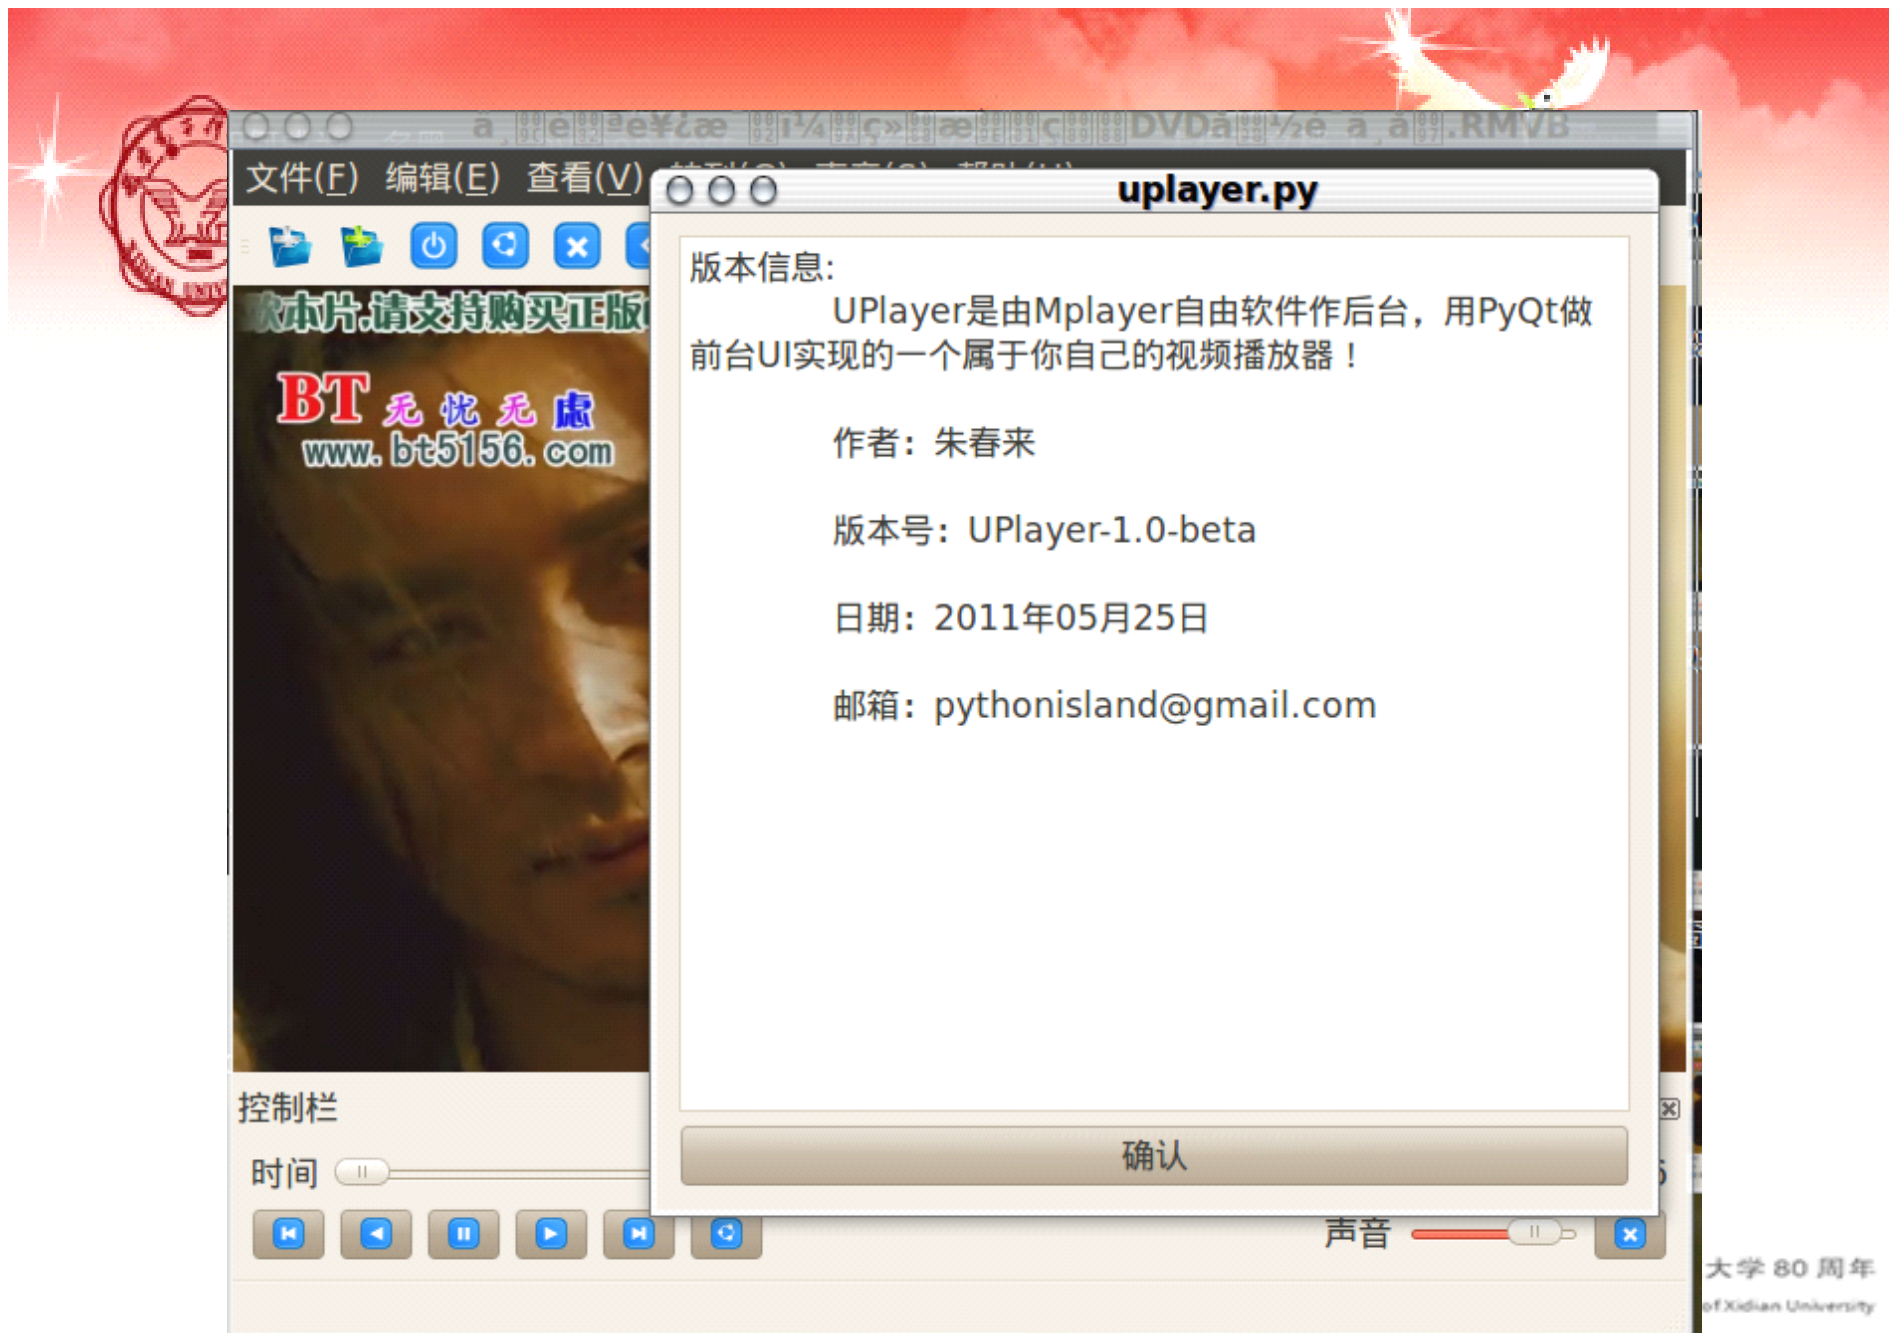 DVD
.RMVB
文件(F) 编辑(E) 查看(V)
uplayer.py
版本信息:
UPlayer是由Mplayer自由软件作后台，用PyQt做
前台UI实现的一个属于你自己的视频播放器！
作者：朱春来
版本号：UPlayer-1.0-beta
日期：2011年05月25日
邮箱：pythonisland@gmail.com
确认
本片,请支持购买正版
BT无忧无虑
www.bt5156.com
控制栏
时间
声音
大学80周年
of Xidian University